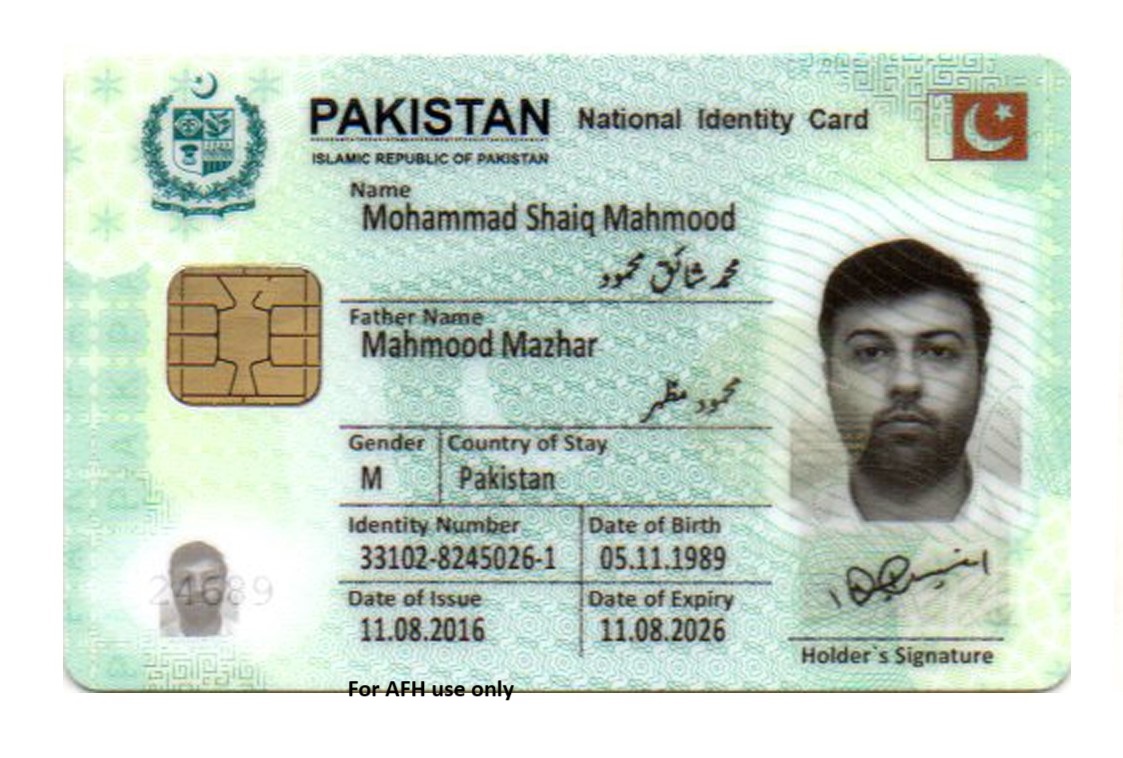 PAKISTAN National Identity Card
ISLAMIC REPUBLIC OF PAKISTAN
Name
Mohammad Shaiq Mahmood
محمد شائق محمود
Father Name
Mahmood Mazhar
محمود مظہر
Gender Country of Stay
M Pakistan
Identity Number Date of Birth
33102-8245026-1 05.11.1989
24689
Date of Issue Date of Expiry
11.08.2016 11.08.2026
Holder`s Signature
For AFH use only